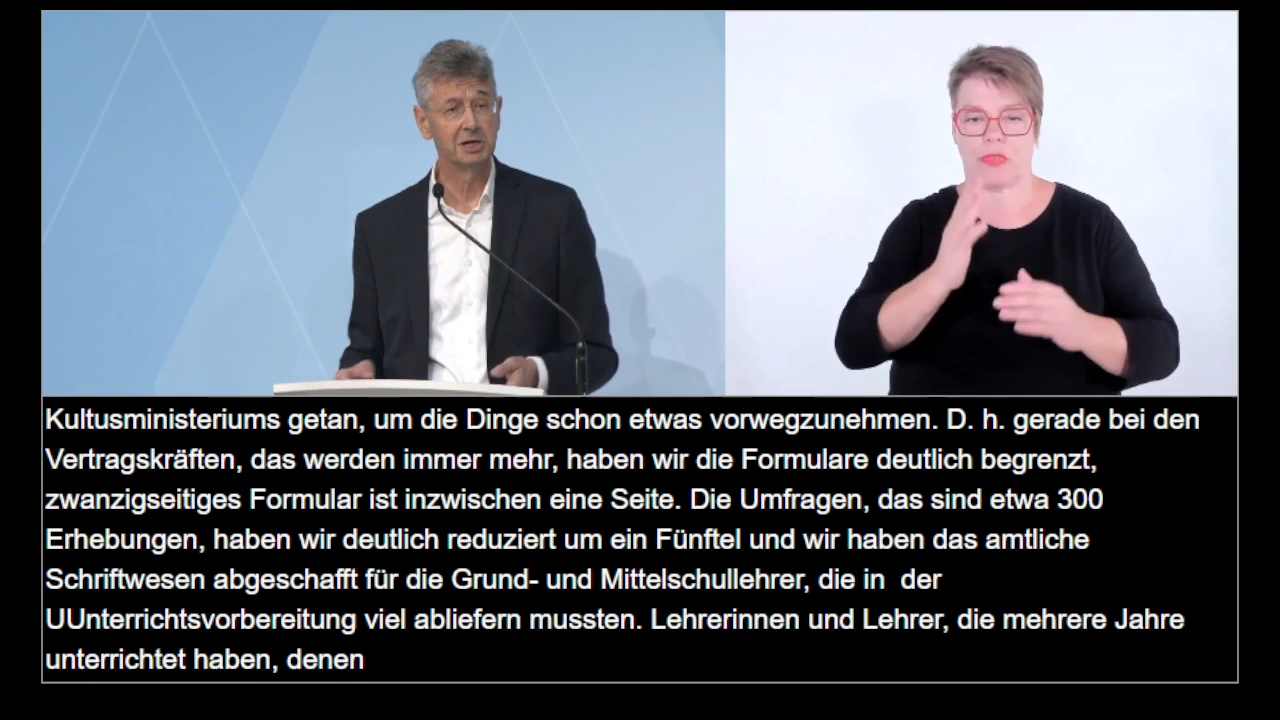 Kultusministeriums getan, um die Dinge schon etwas vorwegzunehmen. D. h. gerade bei den
Vertragskräften, das werden immer mehr, haben wir die Formulare deutlich begrenzt,
zwanzigseitiges Formular ist inzwischen eine Seite. Die Umfragen, das sind etwa 300
Erhebungen, haben wir deutlich reduziert um ein Fünftel und wir haben das amtliche
Schriftwesen abgeschafft für die Grund- und Mittelschullehrer, die in  der
UUnterrichtsvorbereitung viel abliefern mussten. Lehrerinnen und Lehrer, die mehrere Jahre
unterrichtet haben, denen